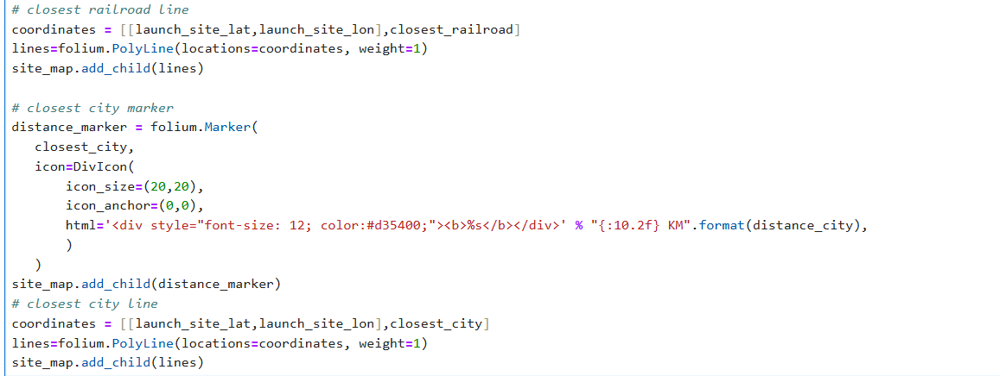 # closest railroad line
coordinates = [[launch_site_lat,launch_site_lon],closest_railroad]
lines=folium.PolyLine(locations=coordinates, weight=1)
site_map.add_child(lines)

# closest city marker
distance_marker = folium.Marker(
   closest_city,
   icon=DivIcon(
       icon_size=(20,20),
       icon_anchor=(0,0),
       html='<div style="font-size: 12; color:#d35400;"><b>%s</b></div>' % "{:10.2f} KM".format(distance_city),
       )
   )
site_map.add_child(distance_marker)
# closest city line
coordinates = [[launch_site_lat,launch_site_lon],closest_city]
lines=folium.PolyLine(locations=coordinates, weight=1)
site_map.add_child(lines)